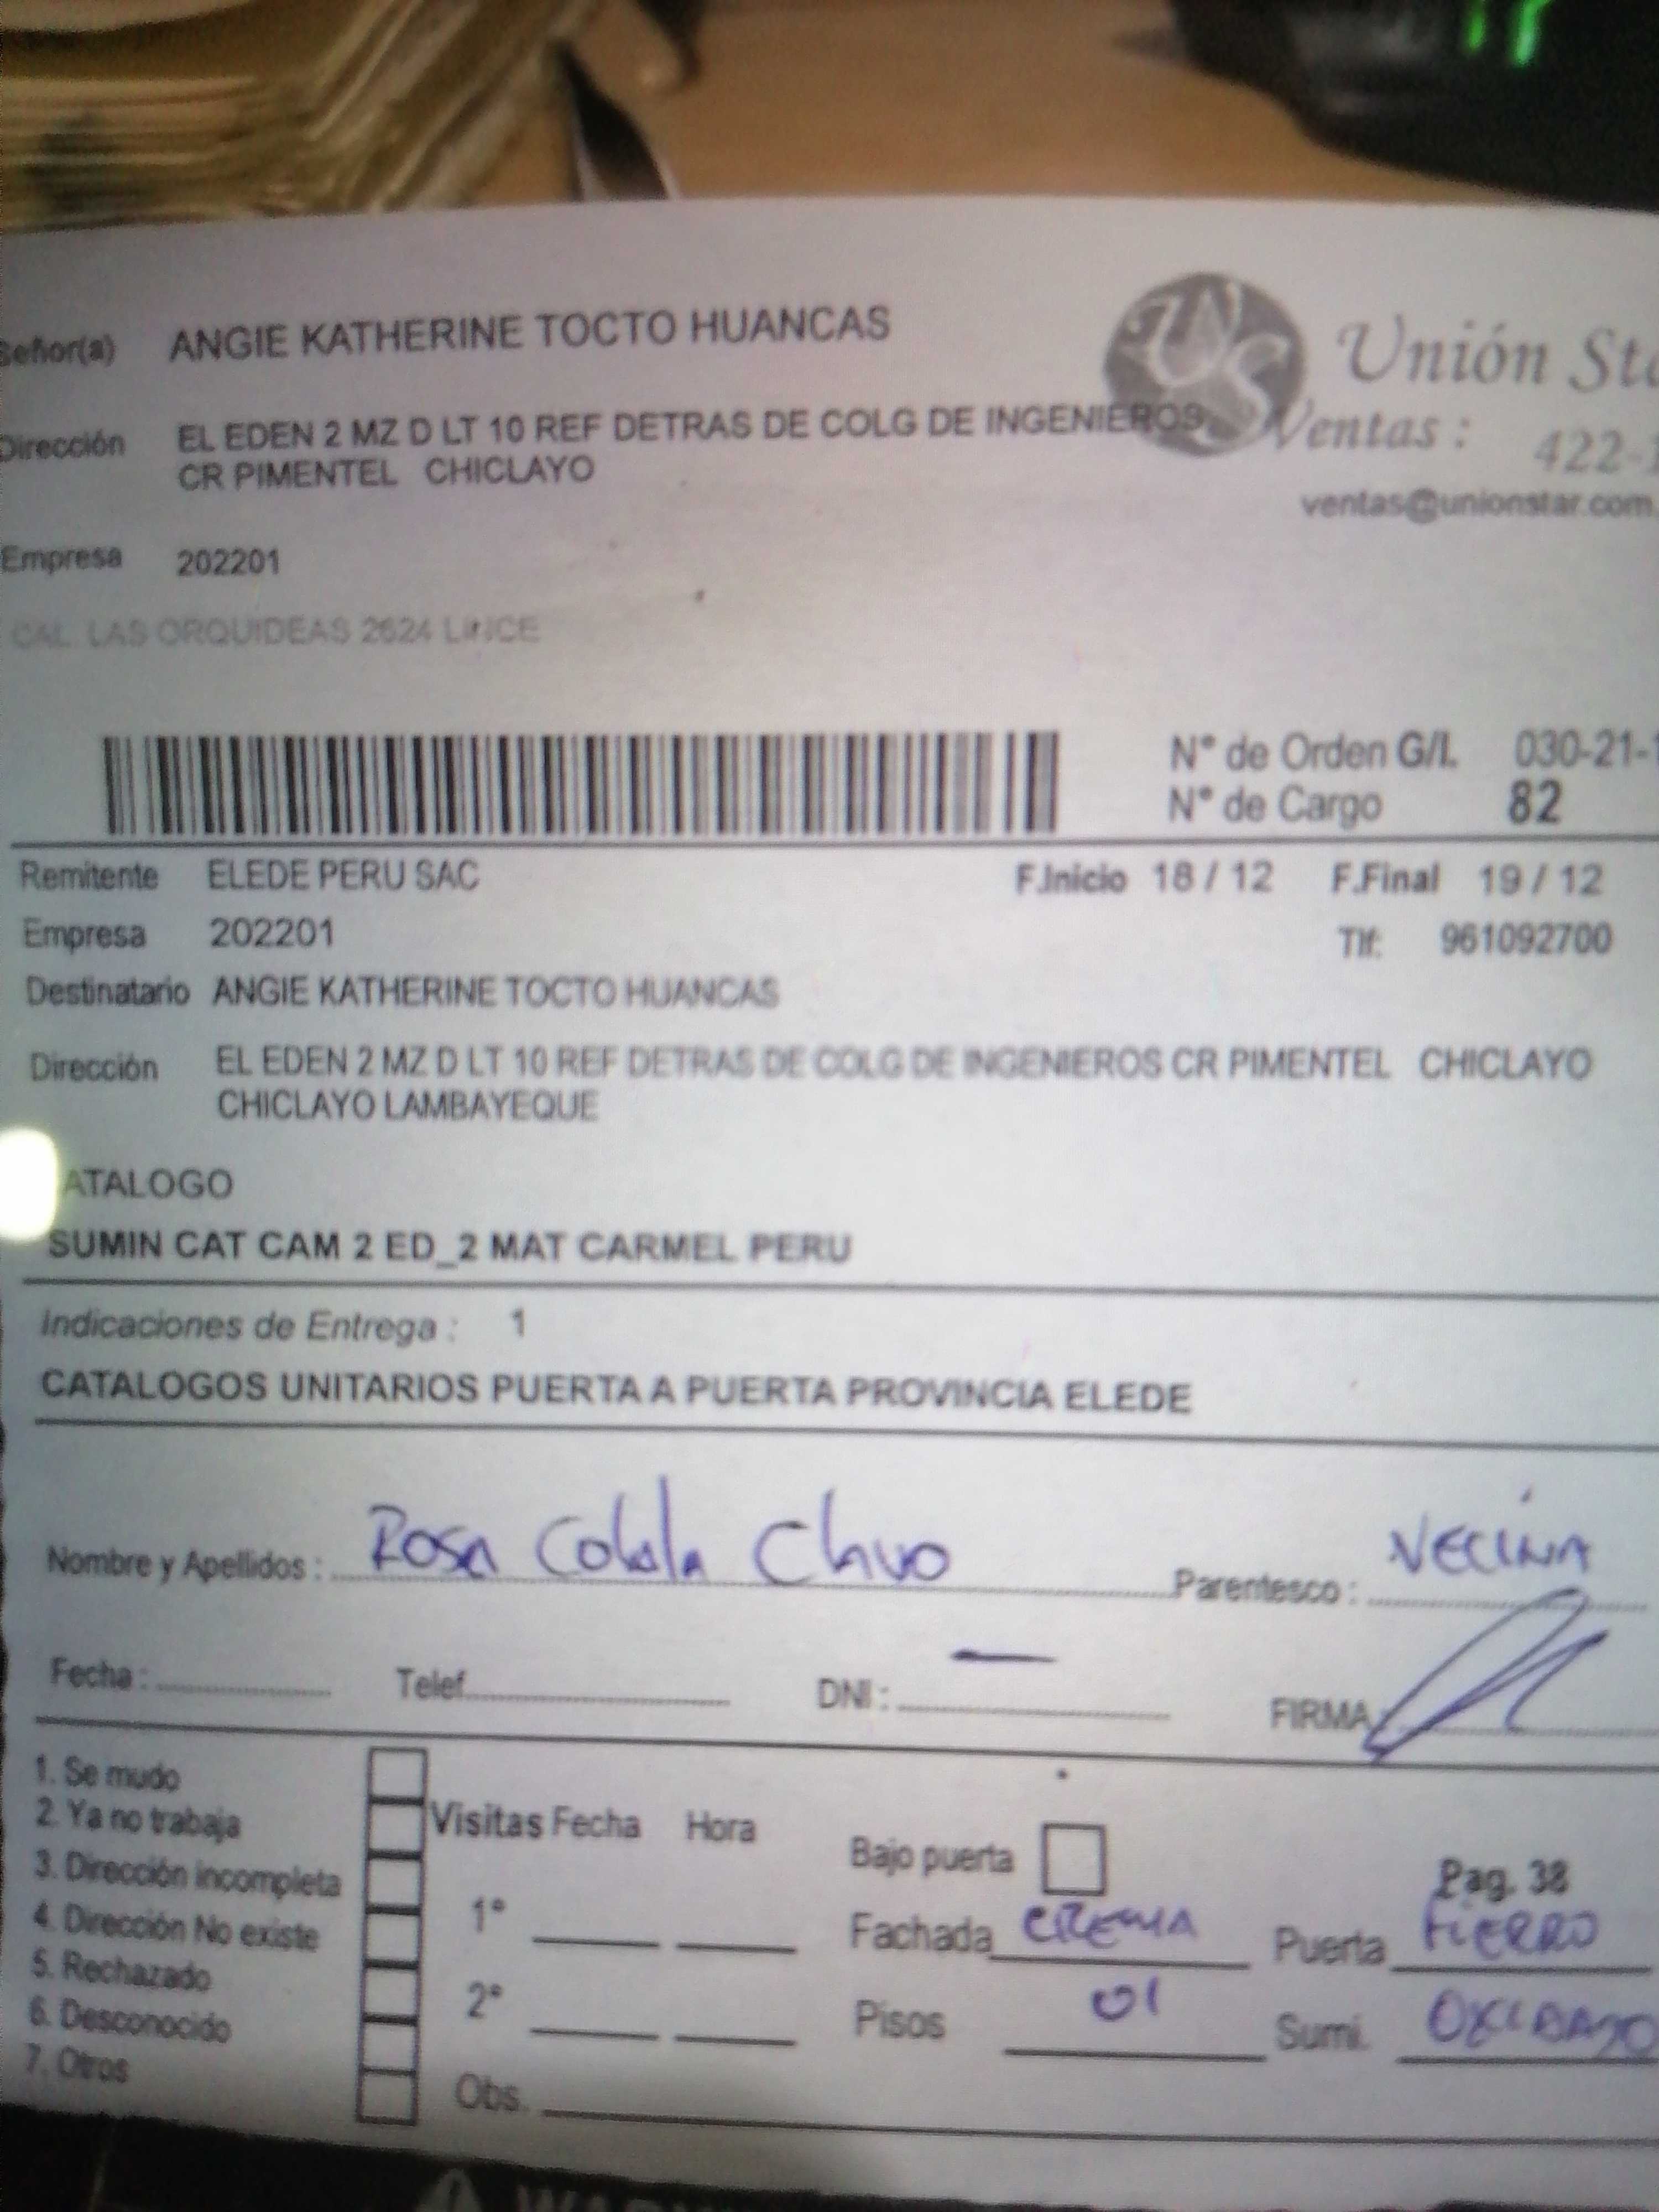 Señor(a) ANGIE KATHERINE TOCTO HUANCAS
Unión
Dirección EL EDEN 2 MZ D LT 10 REF DETRAS DE COLG DE INGENIEROS
CR PIMENTEL CHICLAYO
Ventas : 422-1
ventas@unionstar.com.
Empresa 202201
CAL. LAS ORQUIDEAS 2624 LINCE
N° de Orden G/I. 030-21-1
N° de Cargo 82
Remitente ELEDE PERU SAC F.Inicio 18 / 12 F.Final 19 / 12
Empresa 202201 Tlf: 961092700
Destinatario ANGIE KATHERINE TOCTO HUANCAS
Dirección EL EDEN 2 MZ D LT 10 REF DETRAS DE COLG DE INGENIEROS CR PIMENTEL CHICLAYO
CHICLAYO LAMBAYEQUE
ATALOGO
SUMIN CAT CAM 2 ED_2 MAT CARMEL PERU
Indicaciones de Entrega : 1
CATALOGOS UNITARIOS PUERTA A PUERTA PROVINCIA ELEDE
Nombre y Apellidos : Rosa Parentesco : VECINA
Fecha : Telef. DNI : — FIRMA
1. Se mudo
2. Ya no trabaja
3. Dirección incompleta
4. Dirección No existe
5. Rechazado
6. Desconocido
7. Otros
Visitas Fecha Hora
1°
2°
Obs.
Bajo puerta
Pag. 38
Fachada CREMA Puerta FIERRO
Pisos 01 Sumi.